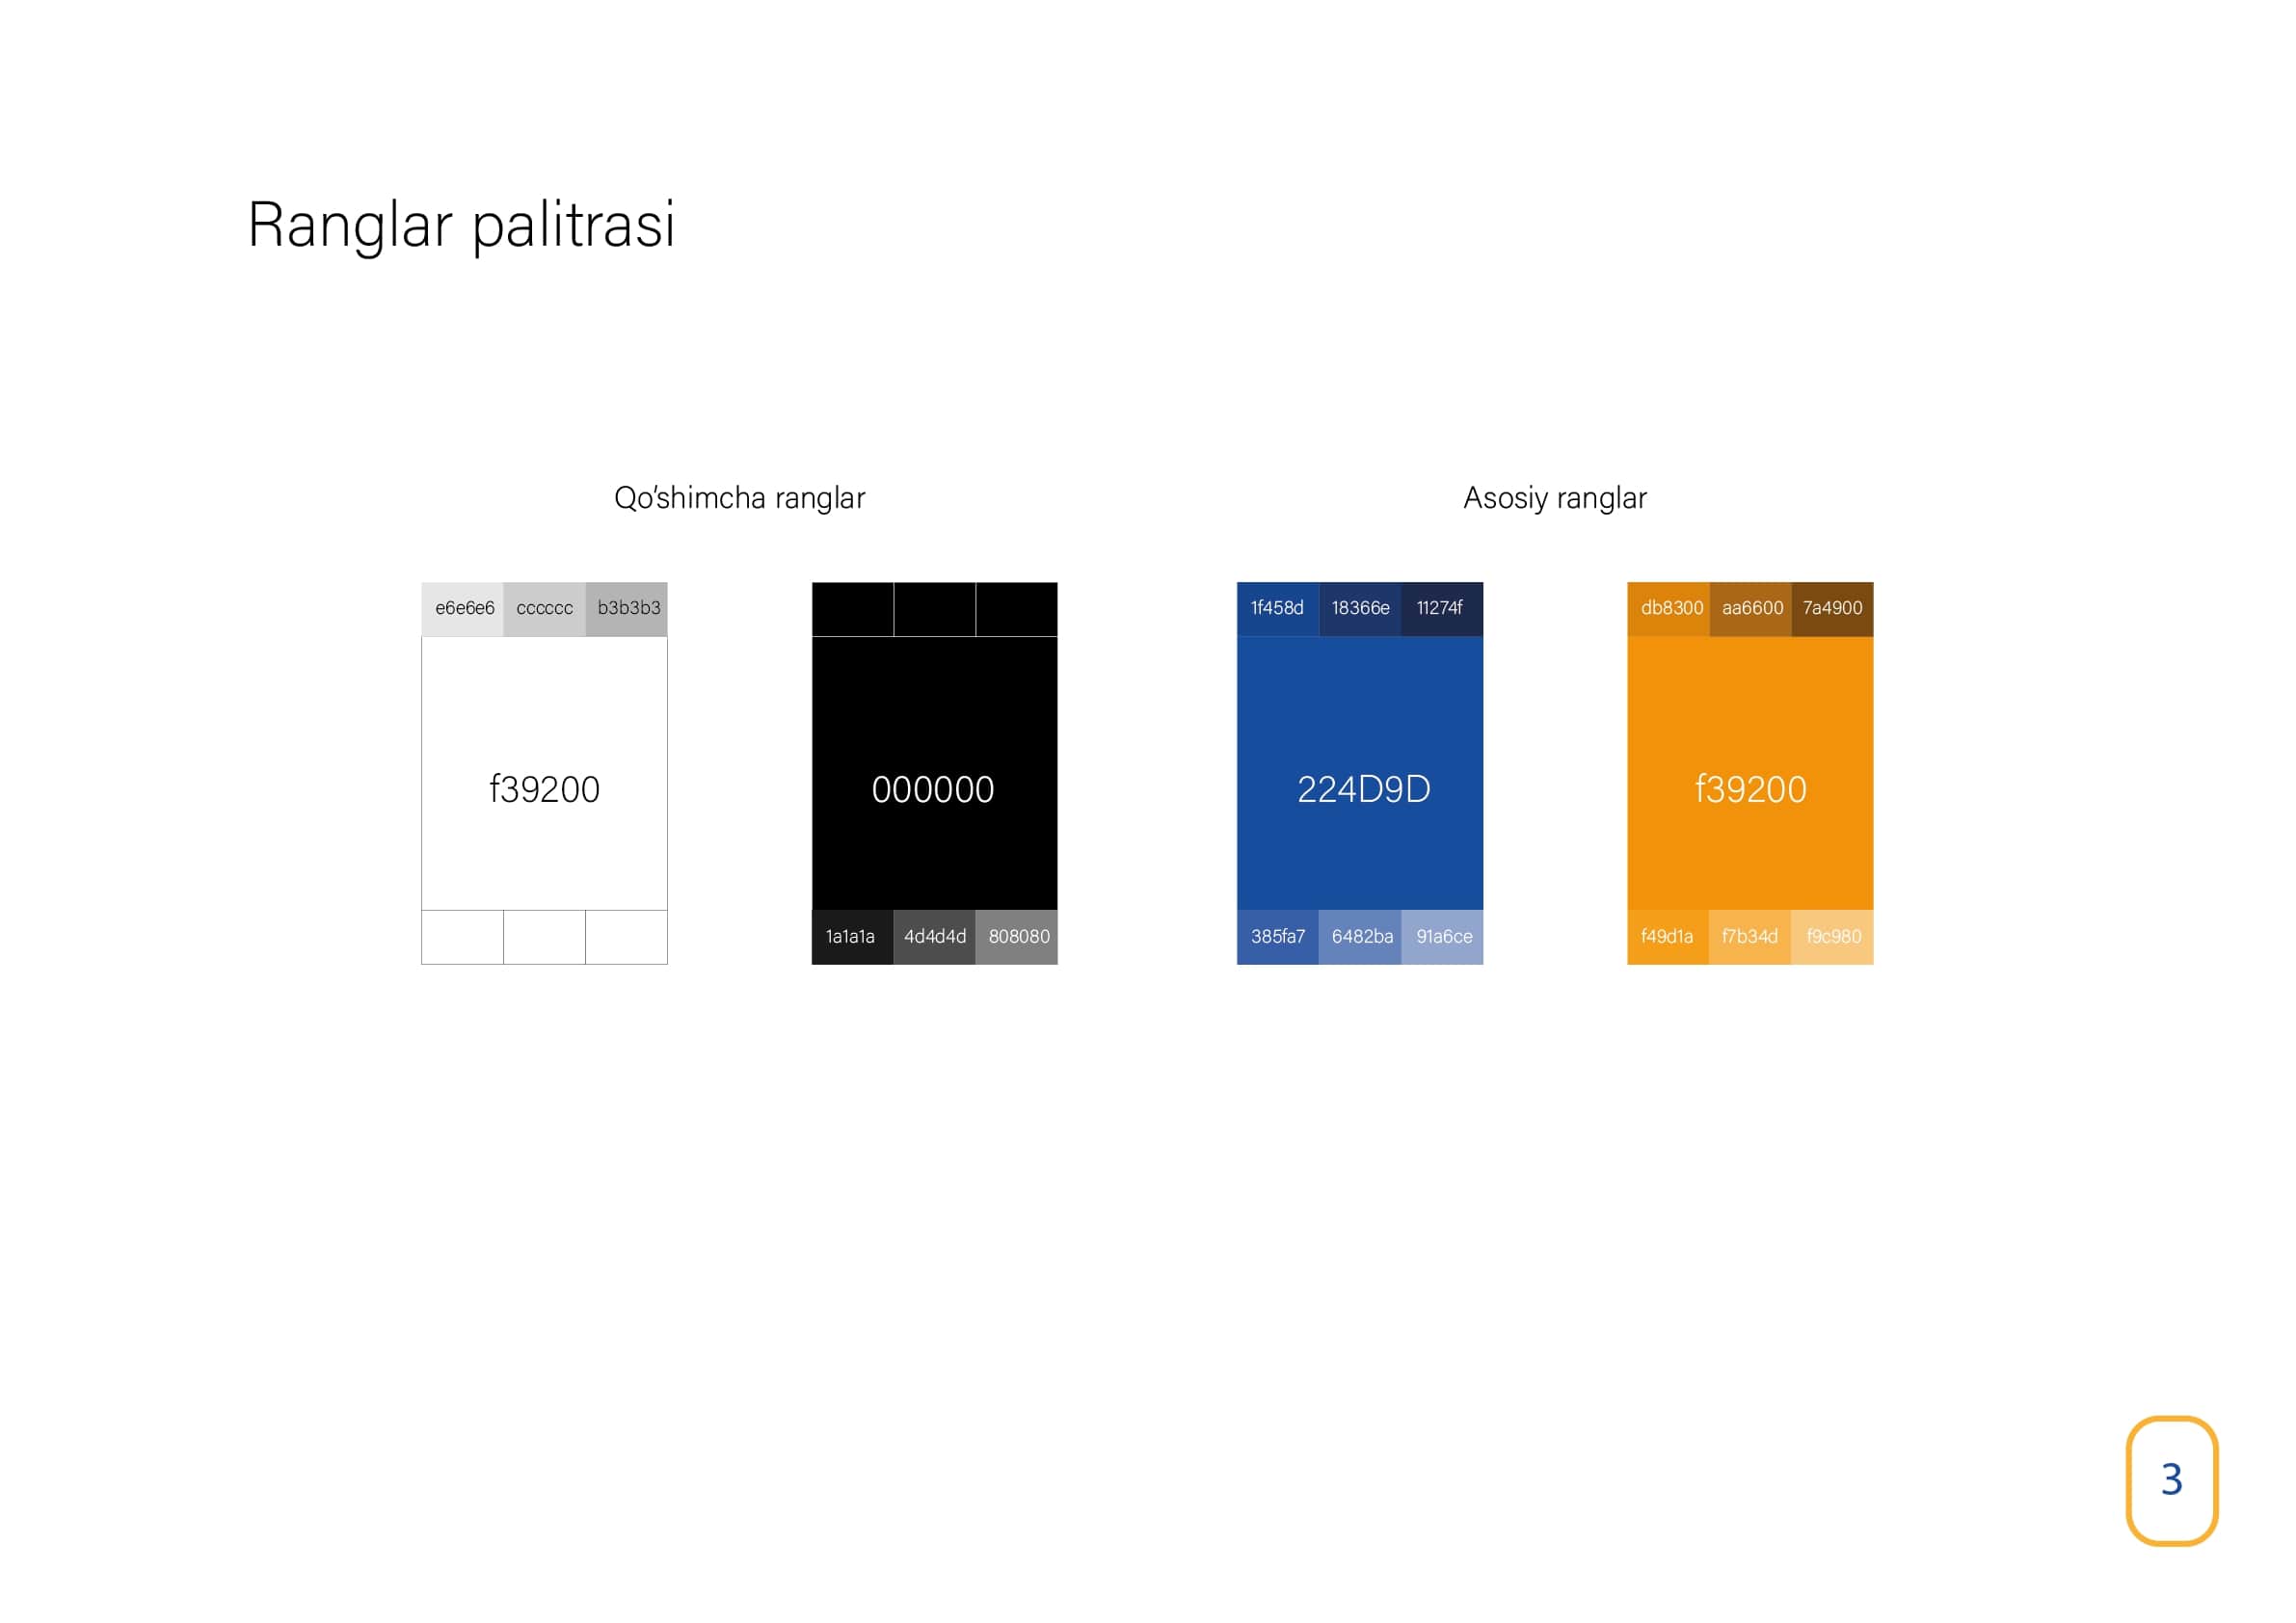 Ranglar palitrasi
Qo'shimcha ranglar
Asosiy ranglar
e6e6e6 cccccc b3b3b3
f39200
000000
1a1a1a 4d4d4d 808080
1f458d 18366e 11274f
224D9D
385fa7 6482ba 91a6ce
db8300 aa6600 7a4900
f39200
f49d1a f7b34d f9c980
3